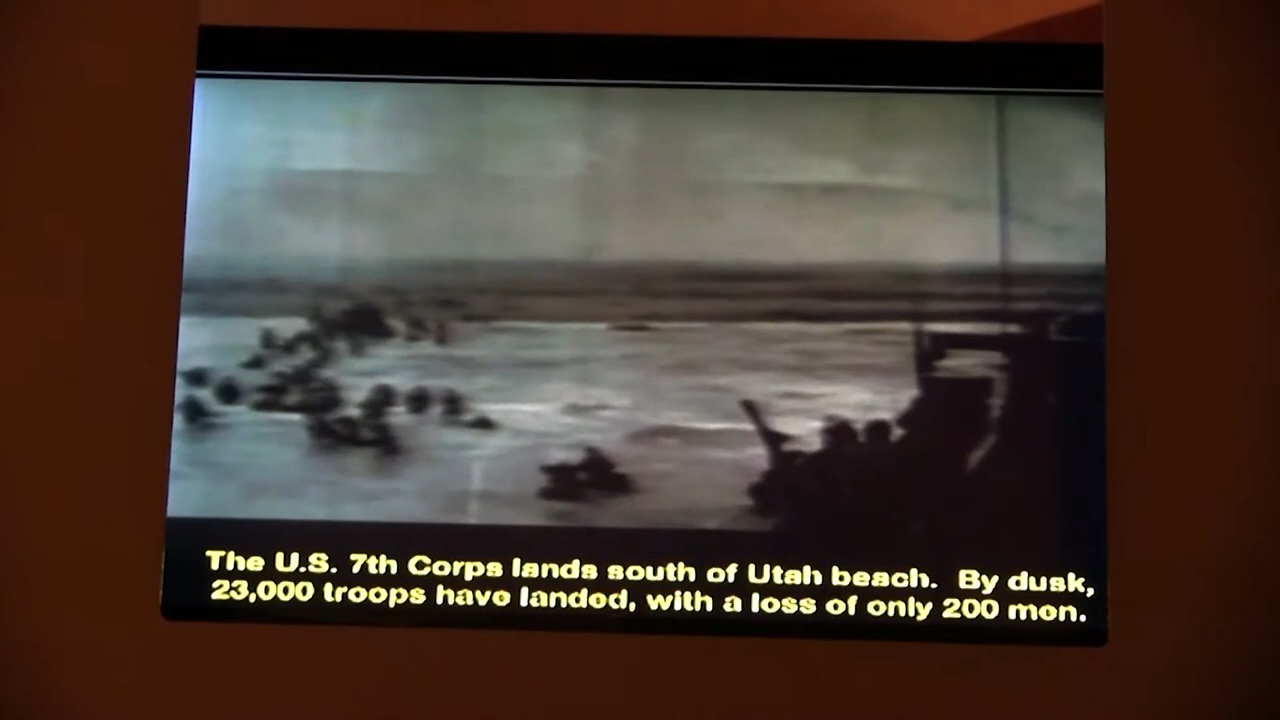 The U.S. 7th Corps lands south of Utah beach. By dusk,
23,000 troops have landed, with a loss of only 200 men.